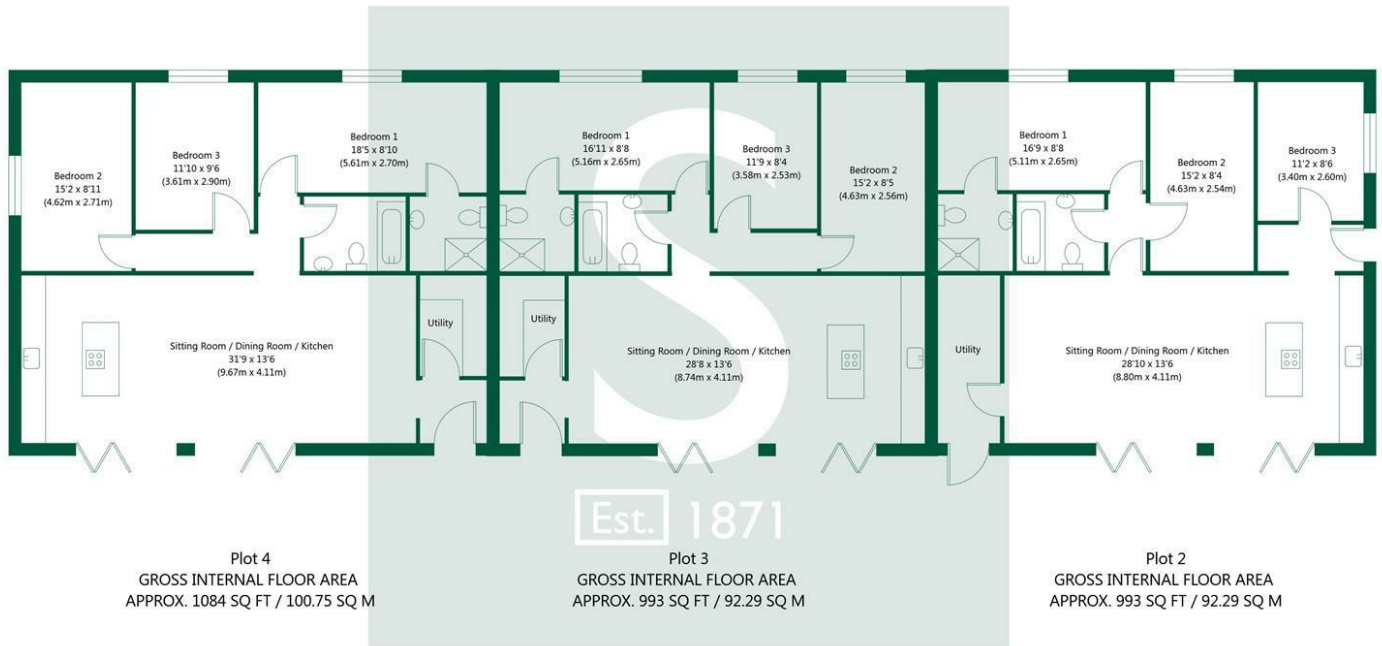 Bedroom 2
15'2 x 8'11
(4.62m x 2.71m)
Bedroom 3
11'10 x 9'6
(3.61m x 2.90m)
Bedroom 1
18'5 x 8'10
(5.61m x 2.70m)
Utility
Sitting Room / Dining Room / Kitchen
31'9 x 13'6
(9.67m x 4.11m)
Bedroom 1
16'11 x 8'8
(5.16m x 2.65m)
Bedroom 3
11'9 x 8'4
(3.58m x 2.53m)
Bedroom 2
15'2 x 8'5
(4.63m x 2.56m)
Utility
Sitting Room / Dining Room / Kitchen
28'8 x 13'6
(8.74m x 4.11m)
Bedroom 1
16'9 x 8'8
(5.11m x 2.65m)
Bedroom 2
15'2 x 8'4
(4.63m x 2.54m)
Bedroom 3
11'2 x 8'6
(3.40m x 2.60m)
Utility
Sitting Room / Dining Room / Kitchen
28'10 x 13'6
(8.80m x 4.11m)
S
Est. 1871
Plot 4
GROSS INTERNAL FLOOR AREA
APPROX. 1084 SQ FT / 100.75 SQ M
Plot 3
GROSS INTERNAL FLOOR AREA
APPROX. 993 SQ FT / 92.29 SQ M
Plot 2
GROSS INTERNAL FLOOR AREA
APPROX. 993 SQ FT / 92.29 SQ M